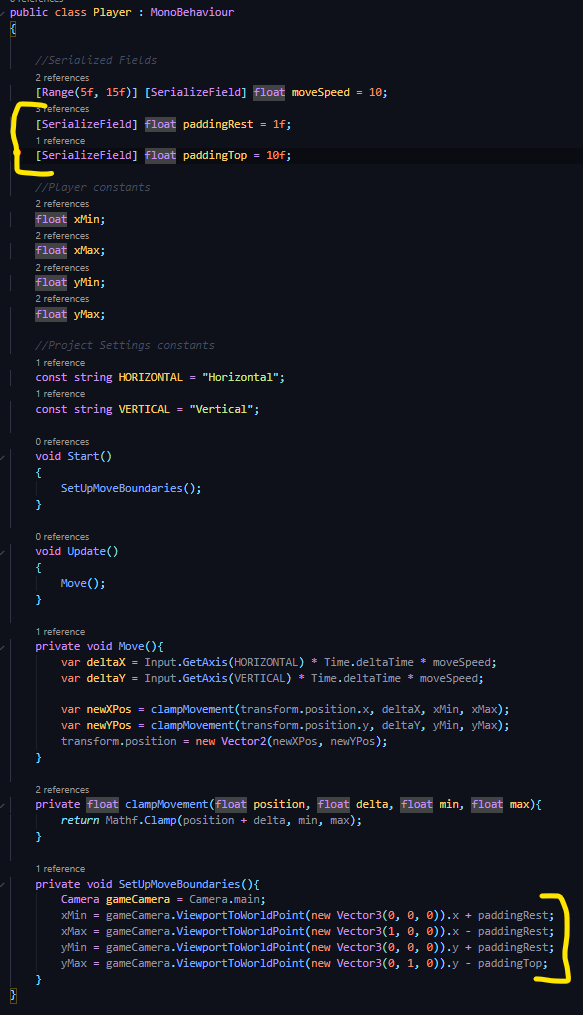 public class Player : MonoBehaviour
{
//Serialized Fields
2 references
[Range(5f, 15f)] [SerializeField] float moveSpeed = 10;
3 references
[SerializeField] float paddingRest = 1f;
1 reference
[SerializeField] float paddingTop = 10f;
//Player constants
2 references
float xMin;
2 references
float xMax;
2 references
float yMin;
2 references
float yMax;
//Project Settings constants
1 reference
const string HORIZONTAL = "Horizontal";
1 reference
const string VERTICAL = "Vertical";
0 references
void Start()
{
SetUpMoveBoundaries();
}
0 references
void Update()
{
Move();
}
1 reference
private void Move(){
var deltaX = Input.GetAxis(HORIZONTAL) * Time.deltaTime * moveSpeed;
var deltaY = Input.GetAxis(VERTICAL) * Time.deltaTime * moveSpeed;
var newXPos = clampMovement(transform.position.x, deltaX, xMin, xMax);
var newYPos = clampMovement(transform.position.y, deltaY, yMin, yMax);
transform.position = new Vector2(newXPos, newYPos);
}
2 references
private float clampMovement(float position, float delta, float min, float max){
return Mathf.Clamp(position + delta, min, max);
}
1 reference
private void SetUpMoveBoundaries(){
Camera gameCamera = Camera.main;
xMin = gameCamera.ViewportToWorldPoint(new Vector3(0, 0, 0)).x + paddingRest;
xMax = gameCamera.ViewportToWorldPoint(new Vector3(1, 0, 0)).x - paddingRest;
yMin = gameCamera.ViewportToWorldPoint(new Vector3(0, 0, 0)).y + paddingRest;
yMax = gameCamera.ViewportToWorldPoint(new Vector3(0, 1, 0)).y - paddingTop;
}
}